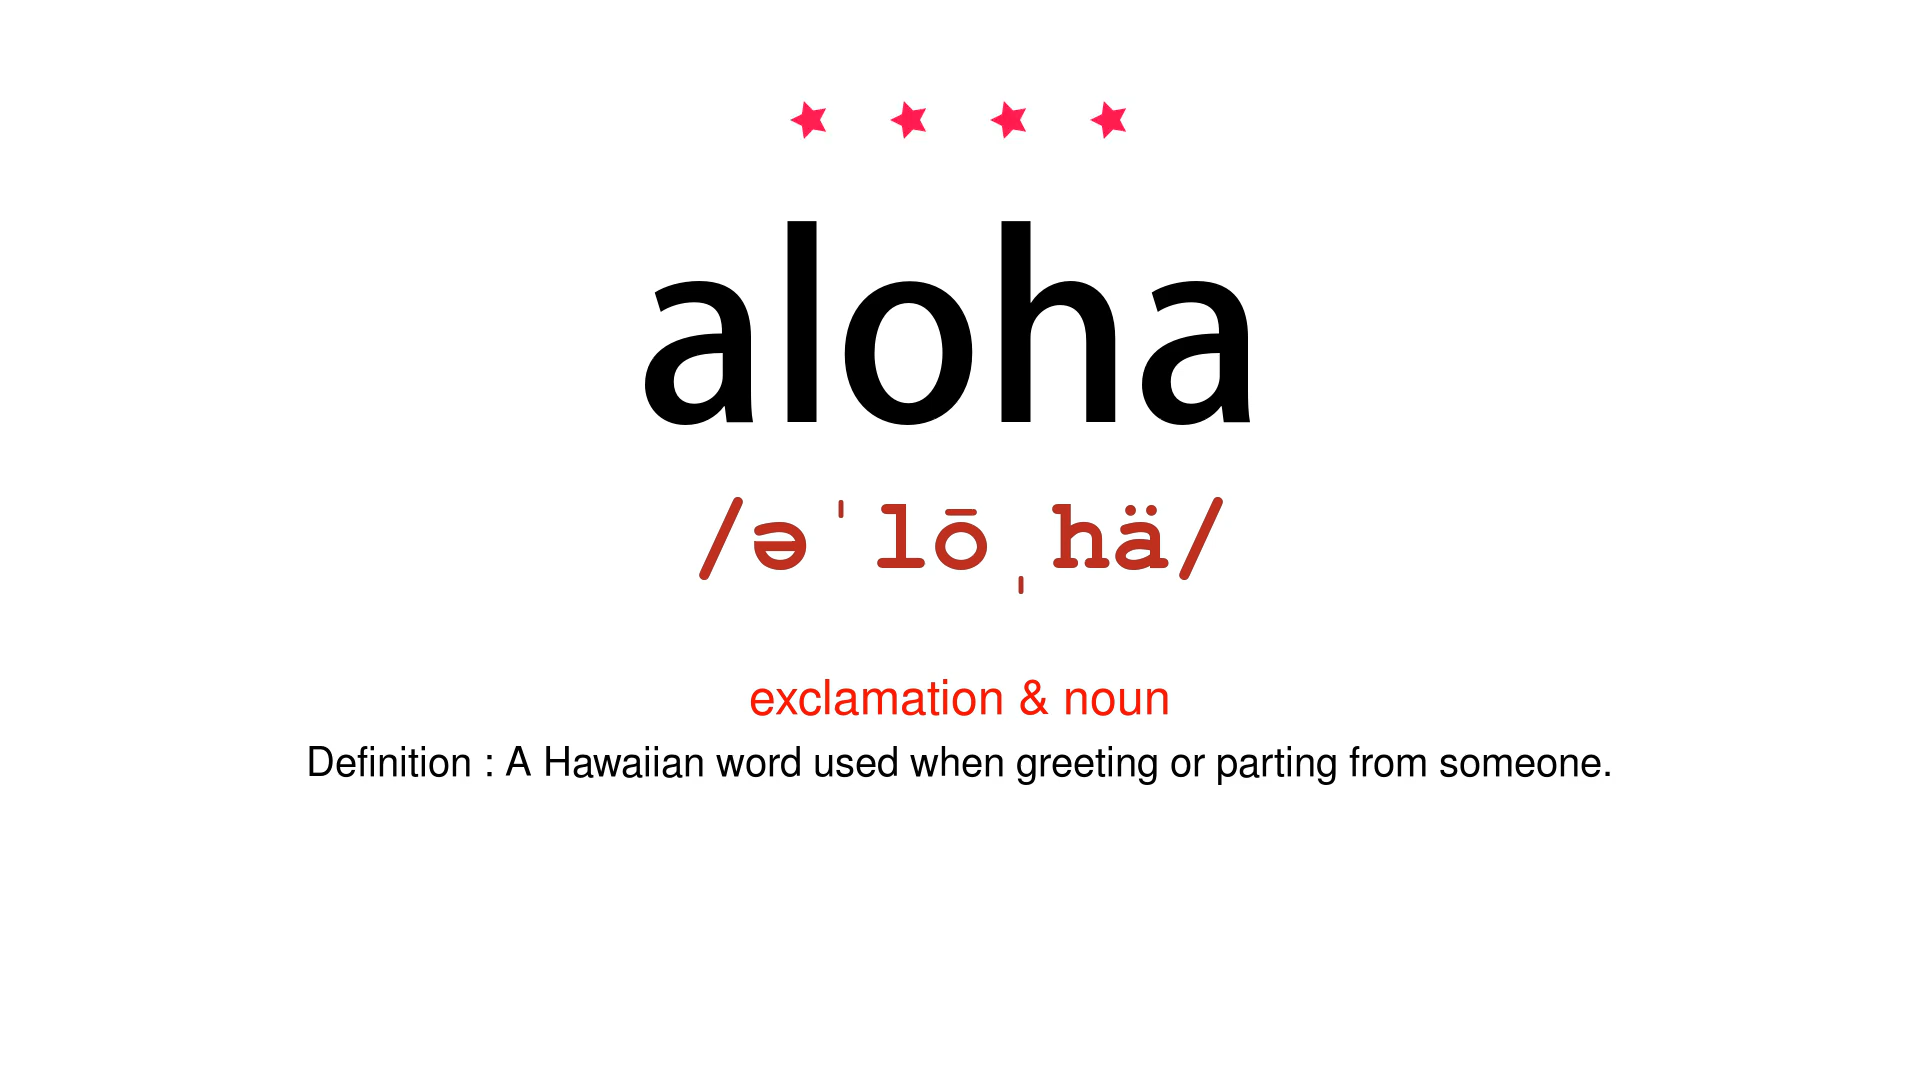 aloha
/əˈlōˌhä/
exclamation & noun
Definition : A Hawaiian word used when greeting or parting from someone.